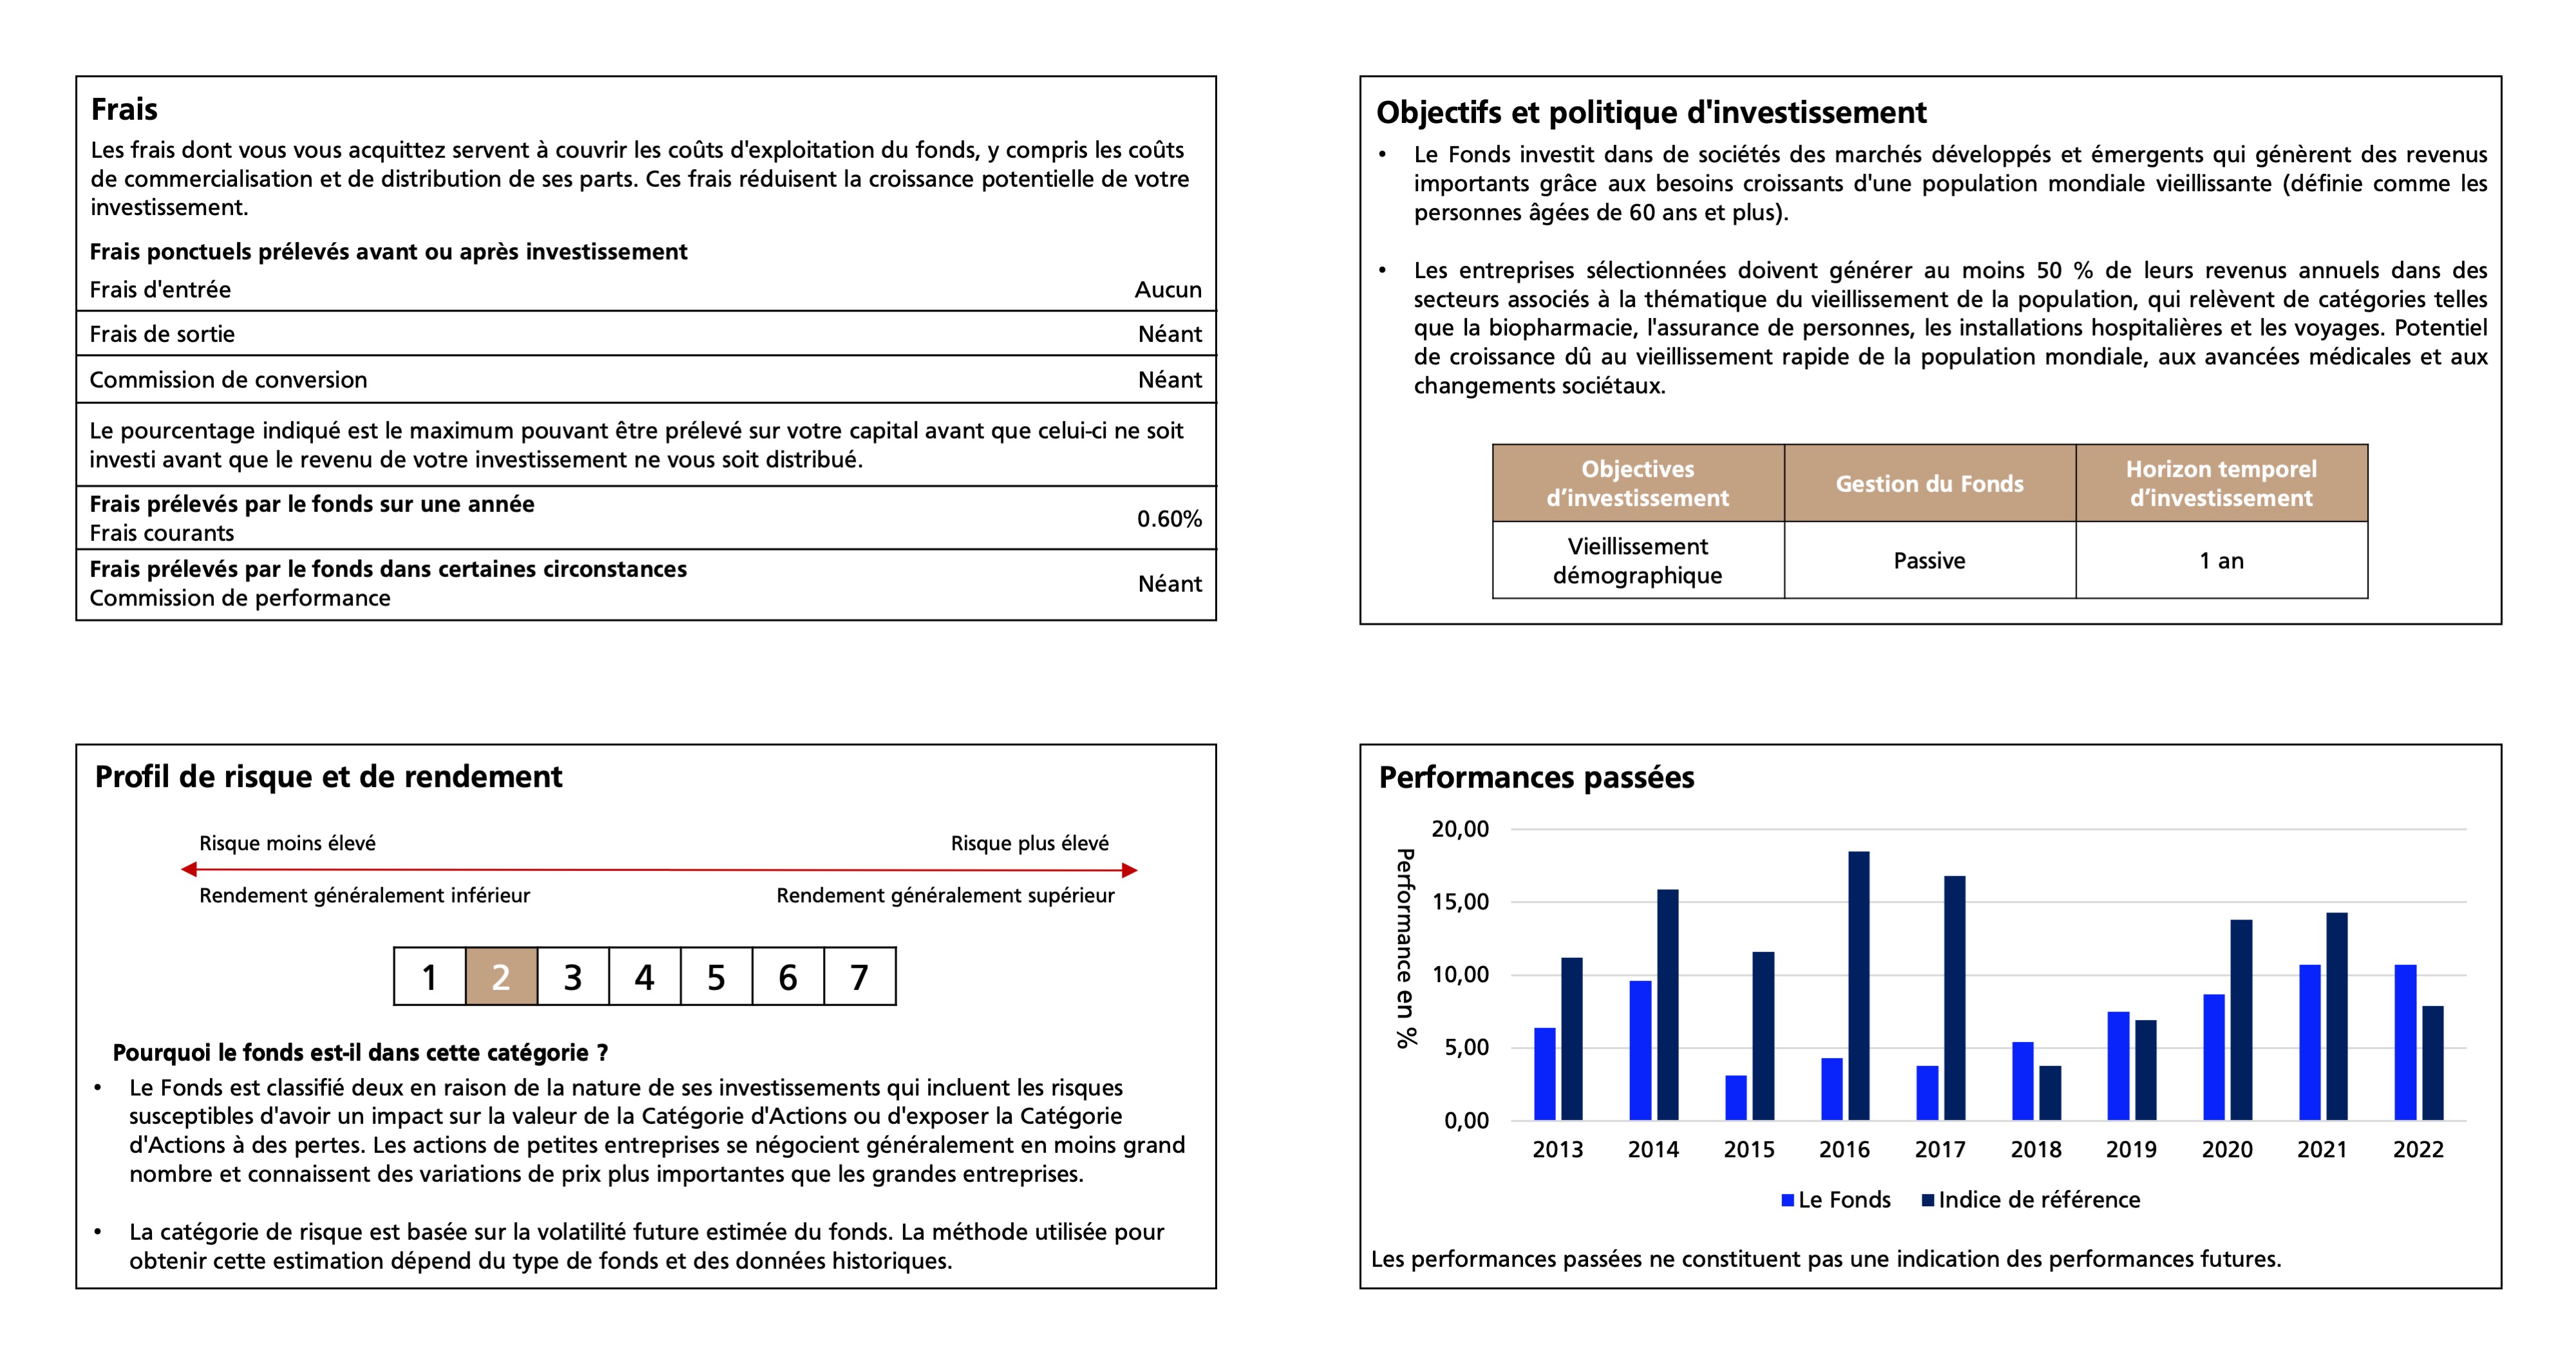 Frais
Les frais dont vous vous acquittez servent à couvrir les coûts d'exploitation du fonds, y compris les coûts
de commercialisation et de distribution de ses parts. Ces frais réduisent la croissance potentielle de votre
investissement.
Frais ponctuels prélevés avant ou après investissement
Frais d'entrée Aucun
Frais de sortie Néant
Commission de conversion Néant
Le pourcentage indiqué est le maximum pouvant être prélevé sur votre capital avant que celui-ci ne soit
investi avant que le revenu de votre investissement ne vous soit distribué.
Frais prélevés par le fonds sur une année
Frais courants 0.60%
Frais prélevés par le fonds dans certaines circonstances
Commission de performance Néant
Objectifs et politique d'investissement
• Le Fonds investit dans de sociétés des marchés développés et émergents qui génèrent des revenus
importants grâce aux besoins croissants d'une population mondiale vieillissante (définie comme les
personnes âgées de 60 ans et plus).
• Les entreprises sélectionnées doivent générer au moins 50 % de leurs revenus annuels dans des
secteurs associés à la thématique du vieillissement de la population, qui relèvent de catégories telles
que la biopharmacie, l'assurance de personnes, les installations hospitalières et les voyages. Potentiel
de croissance dû au vieillissement rapide de la population mondiale, aux avancées médicales et aux
changements sociétaux.
Objectives
d’investissement
Gestion du Fonds
Horizon temporel
d’investissement
Vieillissement
démographique
Passive
1 an
Profil de risque et de rendement
Risque moins élevé Risque plus élevé
Rendement généralement inférieur Rendement généralement supérieur
1 2 3 4 5 6 7
Pourquoi le fonds est-il dans cette catégorie ?
• Le Fonds est classifié deux en raison de la nature de ses investissements qui incluent les risques
susceptibles d'avoir un impact sur la valeur de la Catégorie d'Actions ou d'exposer la Catégorie
d'Actions à des pertes. Les actions de petites entreprises se négocient généralement en moins grand
nombre et connaissent des variations de prix plus importantes que les grandes entreprises.
• La catégorie de risque est basée sur la volatilité future estimée du fonds. La méthode utilisée pour
obtenir cette estimation dépend du type de fonds et des données historiques.
Performances passées
Performance en %
20,00
15,00
10,00
5,00
0,00
2013 2014 2015 2016 2017 2018 2019 2020 2021 2022
Le Fonds Indice de référence
Les performances passées ne constituent pas une indication des performances futures.